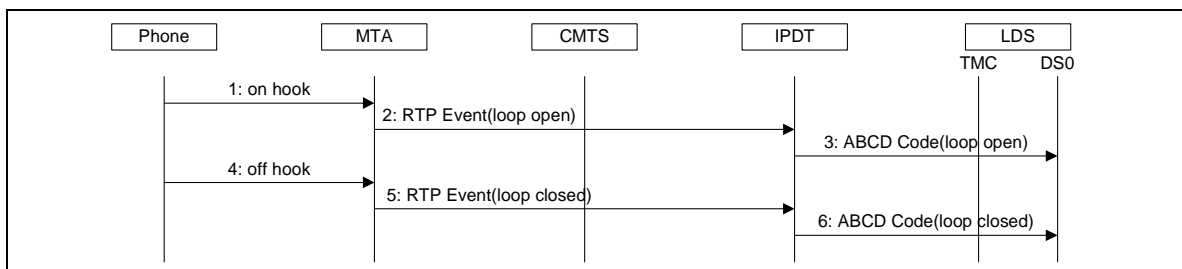 Phone
MTA
CMTS
IPDT
LDS
TMC
DS0
1: on hook
2: RTP Event(loop open)
3: ABCD Code(loop open)
4: off hook
5: RTP Event(loop closed)
6: ABCD Code(loop closed)